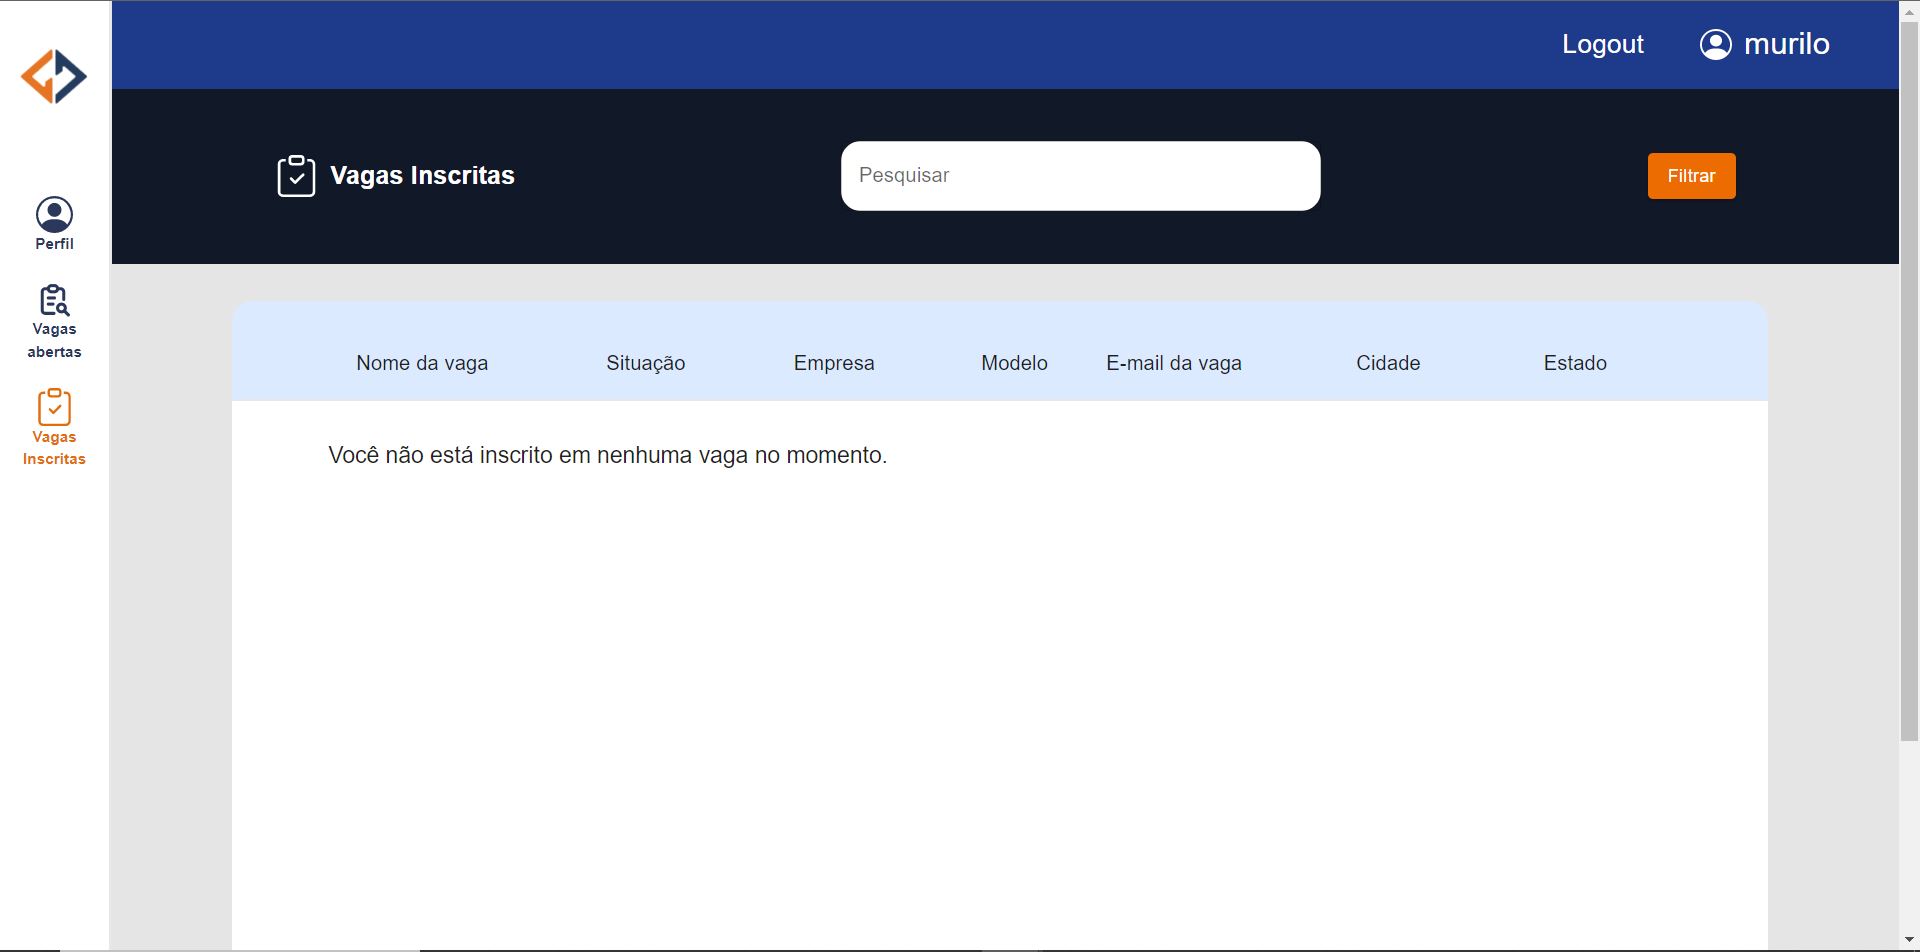 Logout murilo
Vagas Inscritas Pesquisar Filtrar
Perfil
Vagas
abertas
Vagas
Inscritas
Nome da vaga Situação Empresa Modelo E-mail da vaga Cidade Estado
Você não está inscrito em nenhuma vaga no momento.